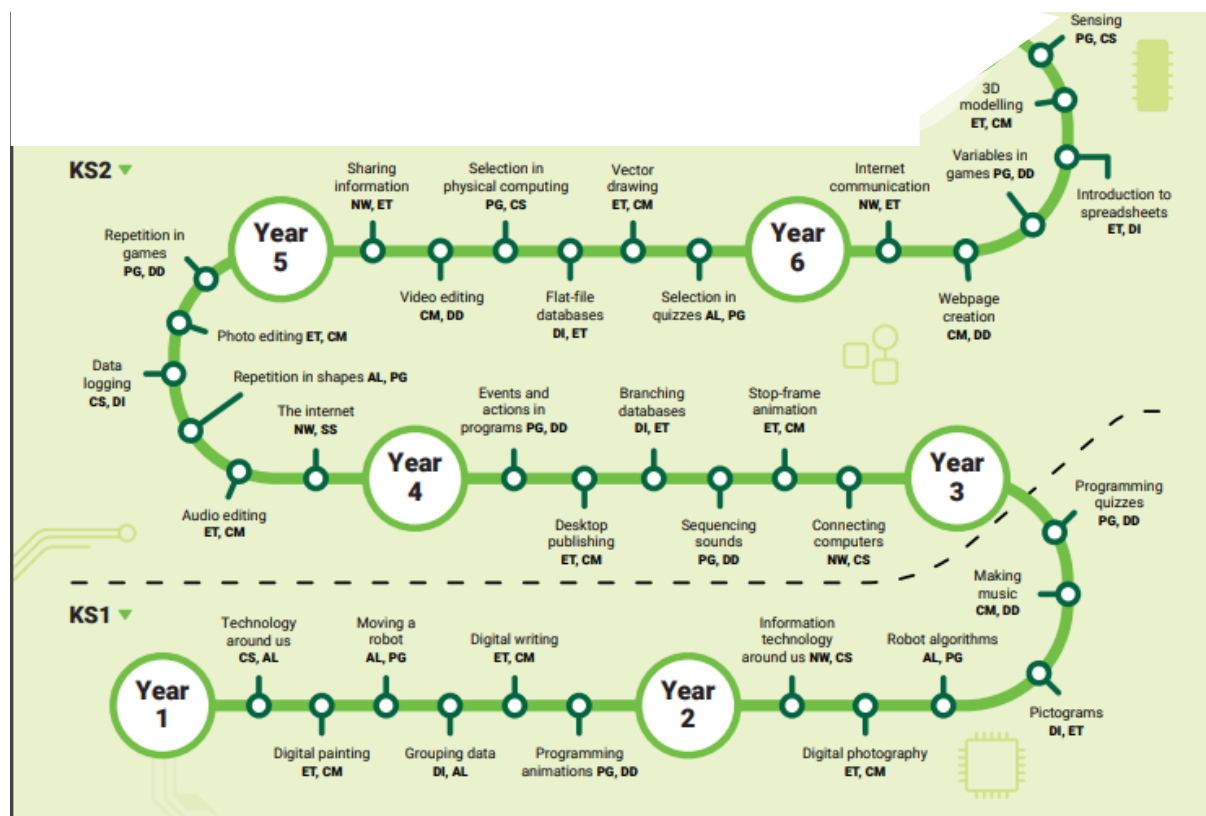 Sensing
PG, CS
3D
modelling
ET, CM
Variables in
games PG, DD
Introduction to
spreadsheets
ET, DI
KS2
Sharing
information
NW, ET
Selection in
physical computing
PG, CS
Vector
drawing
ET, CM
Internet
communication
NW, ET
Year
5
Year
6
Video editing
CM, DD
Flat-file
databases
DI, ET
Selection in
quizzes AL, PG
Webpage
creation
CM, DD
Repetition in
games
PG, DD
Photo editing ET, CM
Data
logging
CS, DI
Repetition in shapes AL, PG
The internet
NW, SS
Audio editing
ET, CM
Year
4
Events and
actions in
programs PG, DD
Branching
databases
DI, ET
Stop-frame
animation
ET, CM
Desktop
publishing
ET, CM
Sequencing
sounds
PG, DD
Connecting
computers
NW, CS
Year
3
Programming
quizzes
PG, DD
Making
music
CM, DD
Pictograms
DI, ET
KS1
Technology
around us
CS, AL
Moving a
robot
AL, PG
Digital writing
ET, CM
Information
technology
around us NW, CS
Robot algorithms
AL, PG
Year
1
Year
2
Digital painting
ET, CM
Grouping data
DI, AL
Programming
animations PG, DD
Digital photography
ET, CM